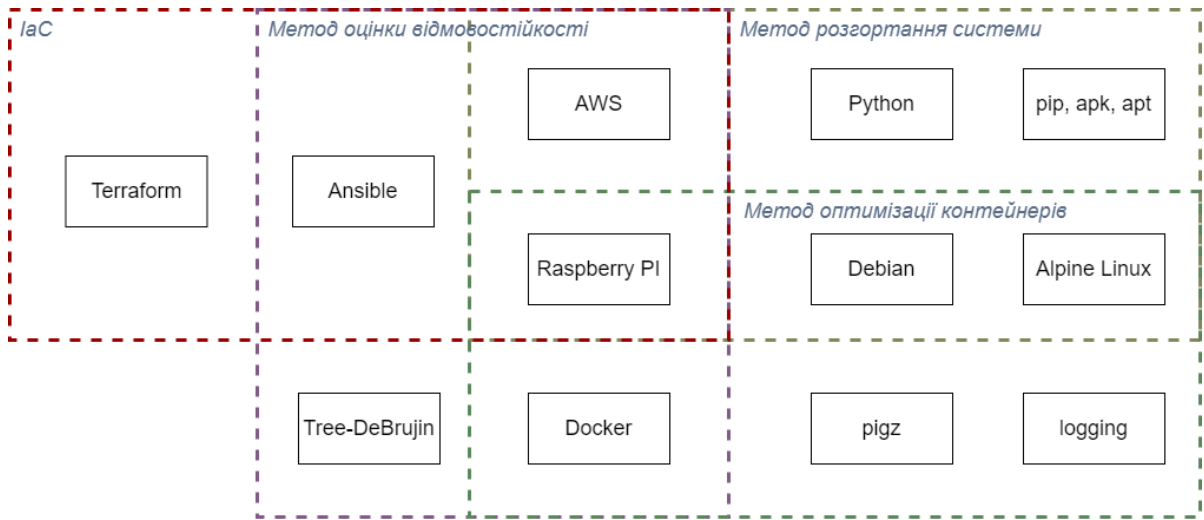 IaC
Метод оцінки відмовостійкості
Метод розгортання системи
AWS
Python
pip, apk, apt
Terraform
Ansible
Метод оптимізації контейнерів
Raspberry PI
Debian
Alpine Linux
Tree-DeBrujin
Docker
pigz
logging